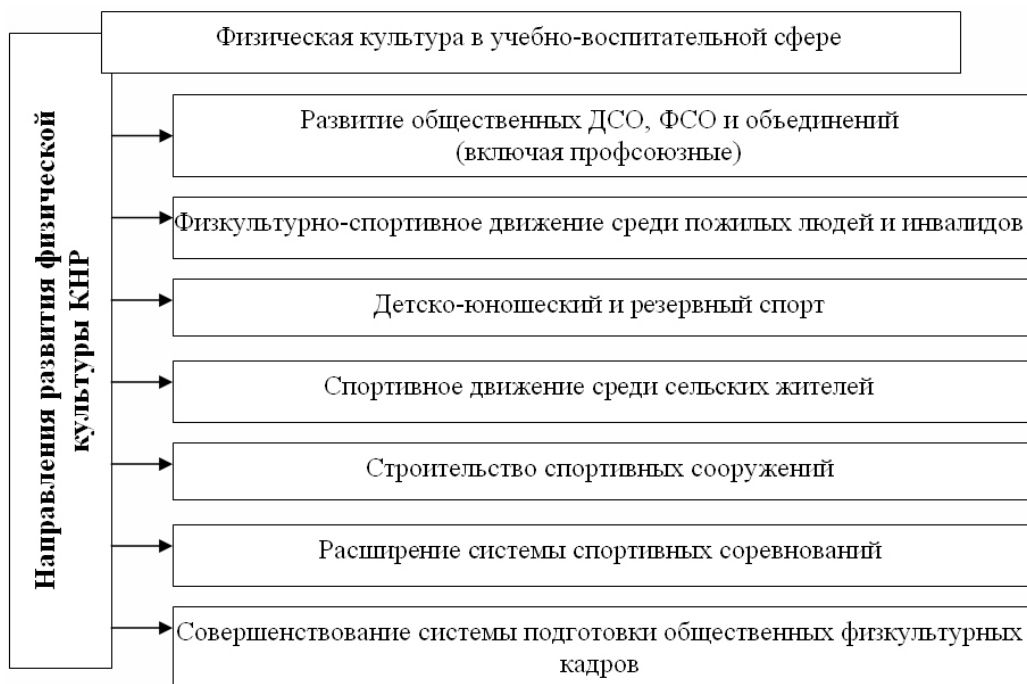 Физическая культура в учебно-воспитательной сфере
Направления развития физической
культуры КНР
Развитие общественных ДСО, ФСО и объединений
(включая профсоюзные)
Физкультурно-спортивное движение среди пожилых людей и инвалидов
Детско-юношеский и резервный спорт
Спортивное движение среди сельских жителей
Строительство спортивных сооружений
Расширение системы спортивных соревнований
Совершенствование системы подготовки общественных физкультурных
кадров